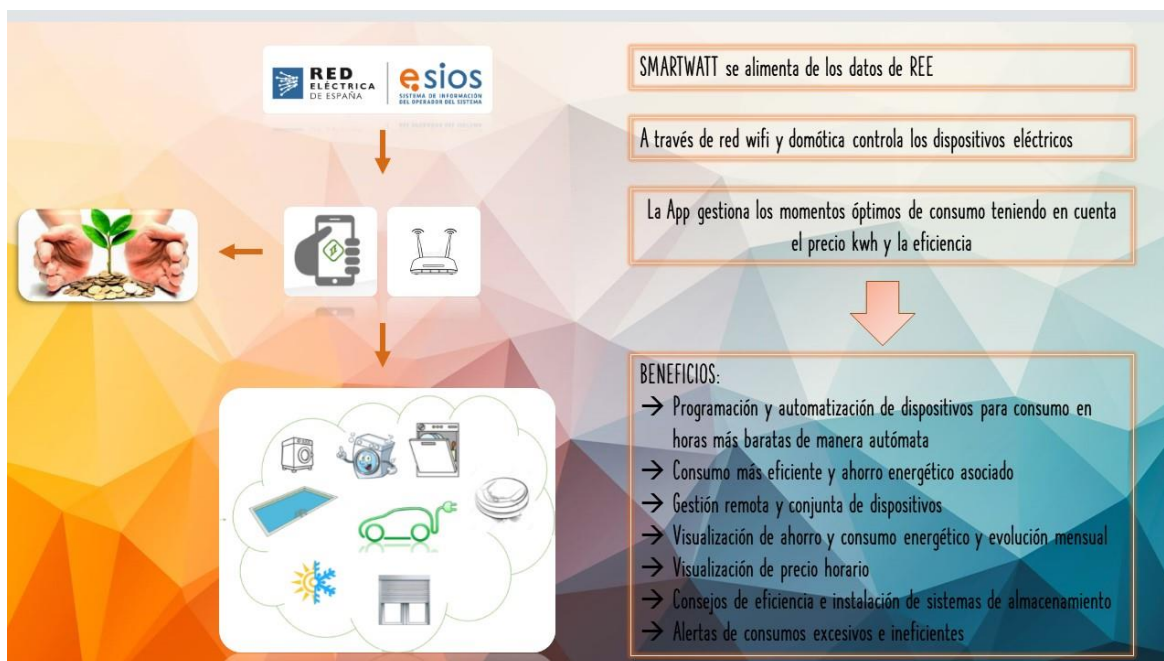 RED
ELÉCTRICA
DE ESPAÑA
e·sios
SISTEMA DE INFORMACIÓN
DEL OPERADOR DEL SISTEMA
SMARTWATT se alimenta de los datos de REE
A través de red wifi y domótica controla los dispositivos eléctricos
La App gestiona los momentos óptimos de consumo teniendo en cuenta
el precio kwh y la eficiencia
BENEFICIOS:
→ Programación y automatización de dispositivos para consumo en
horas más baratas de manera autómata
→ Consumo más eficiente y ahorro energético asociado
→ Gestión remota y conjunta de dispositivos
→ Visualización de ahorro y consumo energético y evolución mensual
→ Visualización de precio horario
→ Consejos de eficiencia e instalación de sistemas de almacenamiento
→ Alertas de consumos excesivos e ineficientes